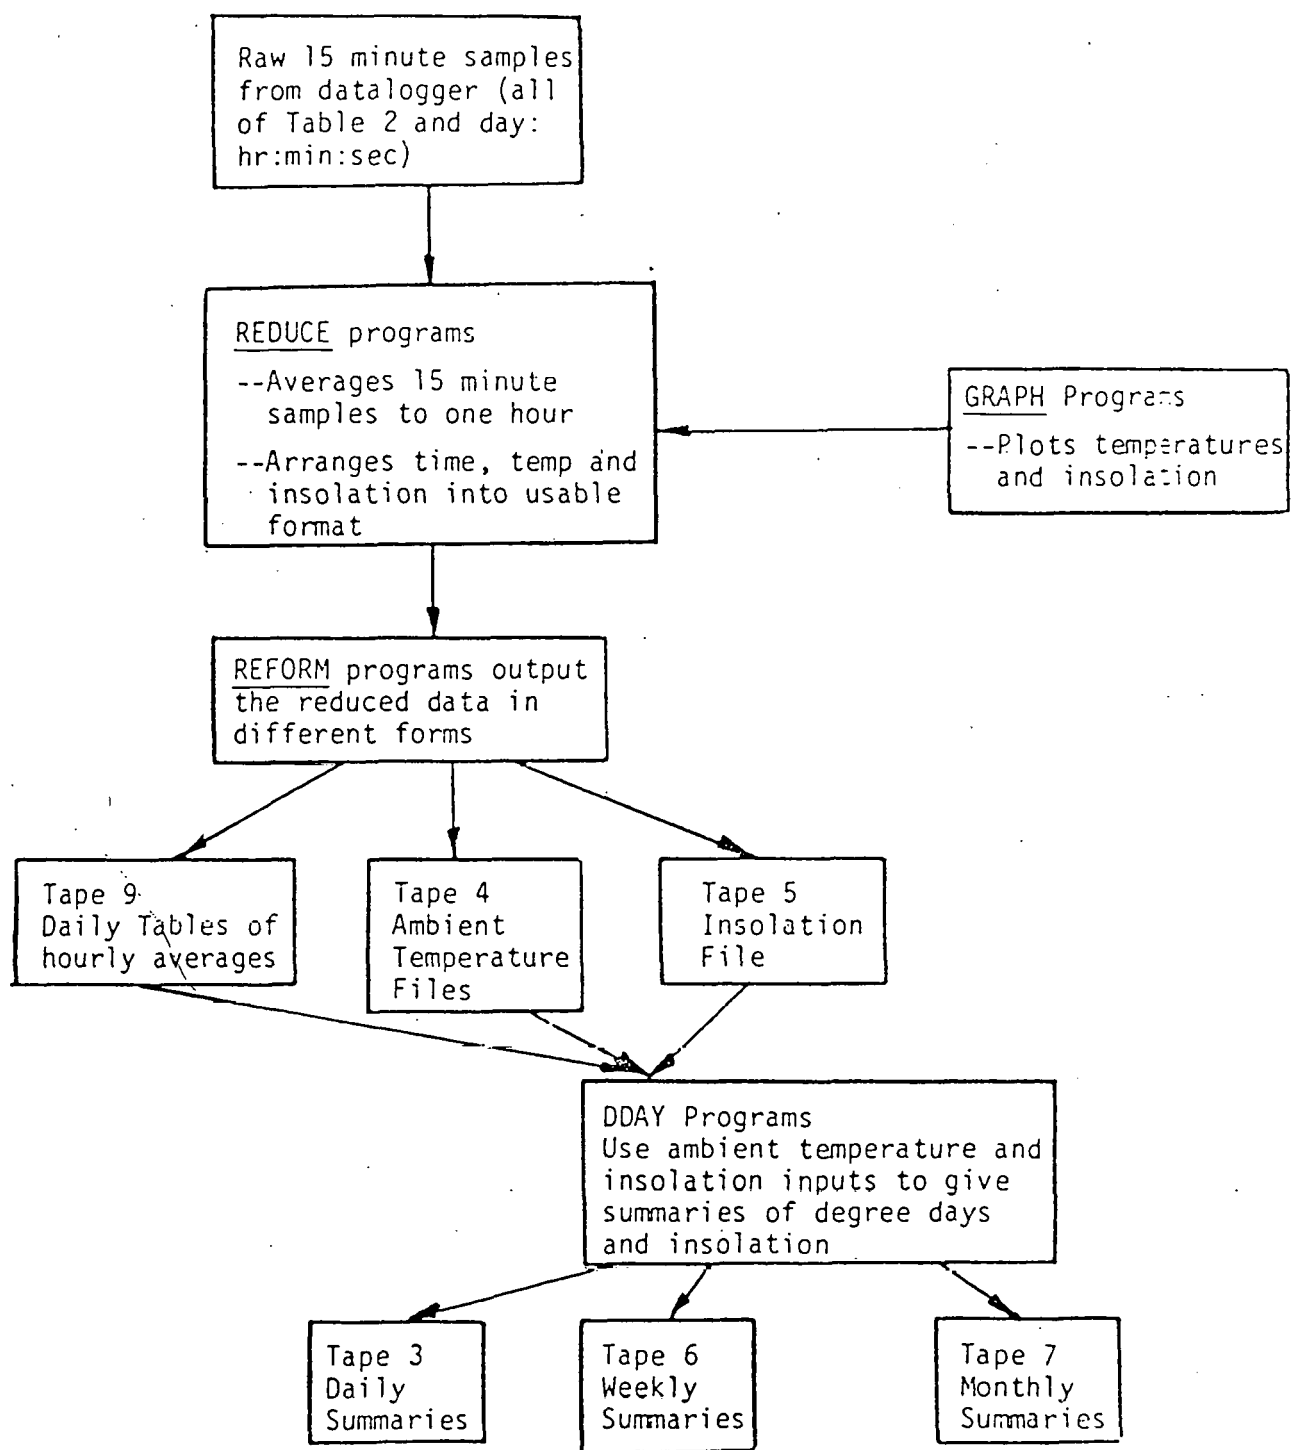 Raw 15 minute samples
from datalogger (all
of Table 2 and day:
hr:min:sec)
REDUCE programs
--Averages 15 minute
samples to one hour
--Arranges time, temp and
insolation into usable
format
GRAPH Programs
--Plots temperatures
and insolation
REFORM programs output
the reduced data in
different forms
Tape 9
Daily Tables of
hourly averages
Tape 4
Ambient
Temperature
Files
Tape 5
Insolation
File
DDAY Programs
Use ambient temperature and
insolation inputs to give
summaries of degree days
and insolation
Tape 3
Daily
Summaries
Tape 6
Weekly
Summaries
Tape 7
Monthly
Summaries